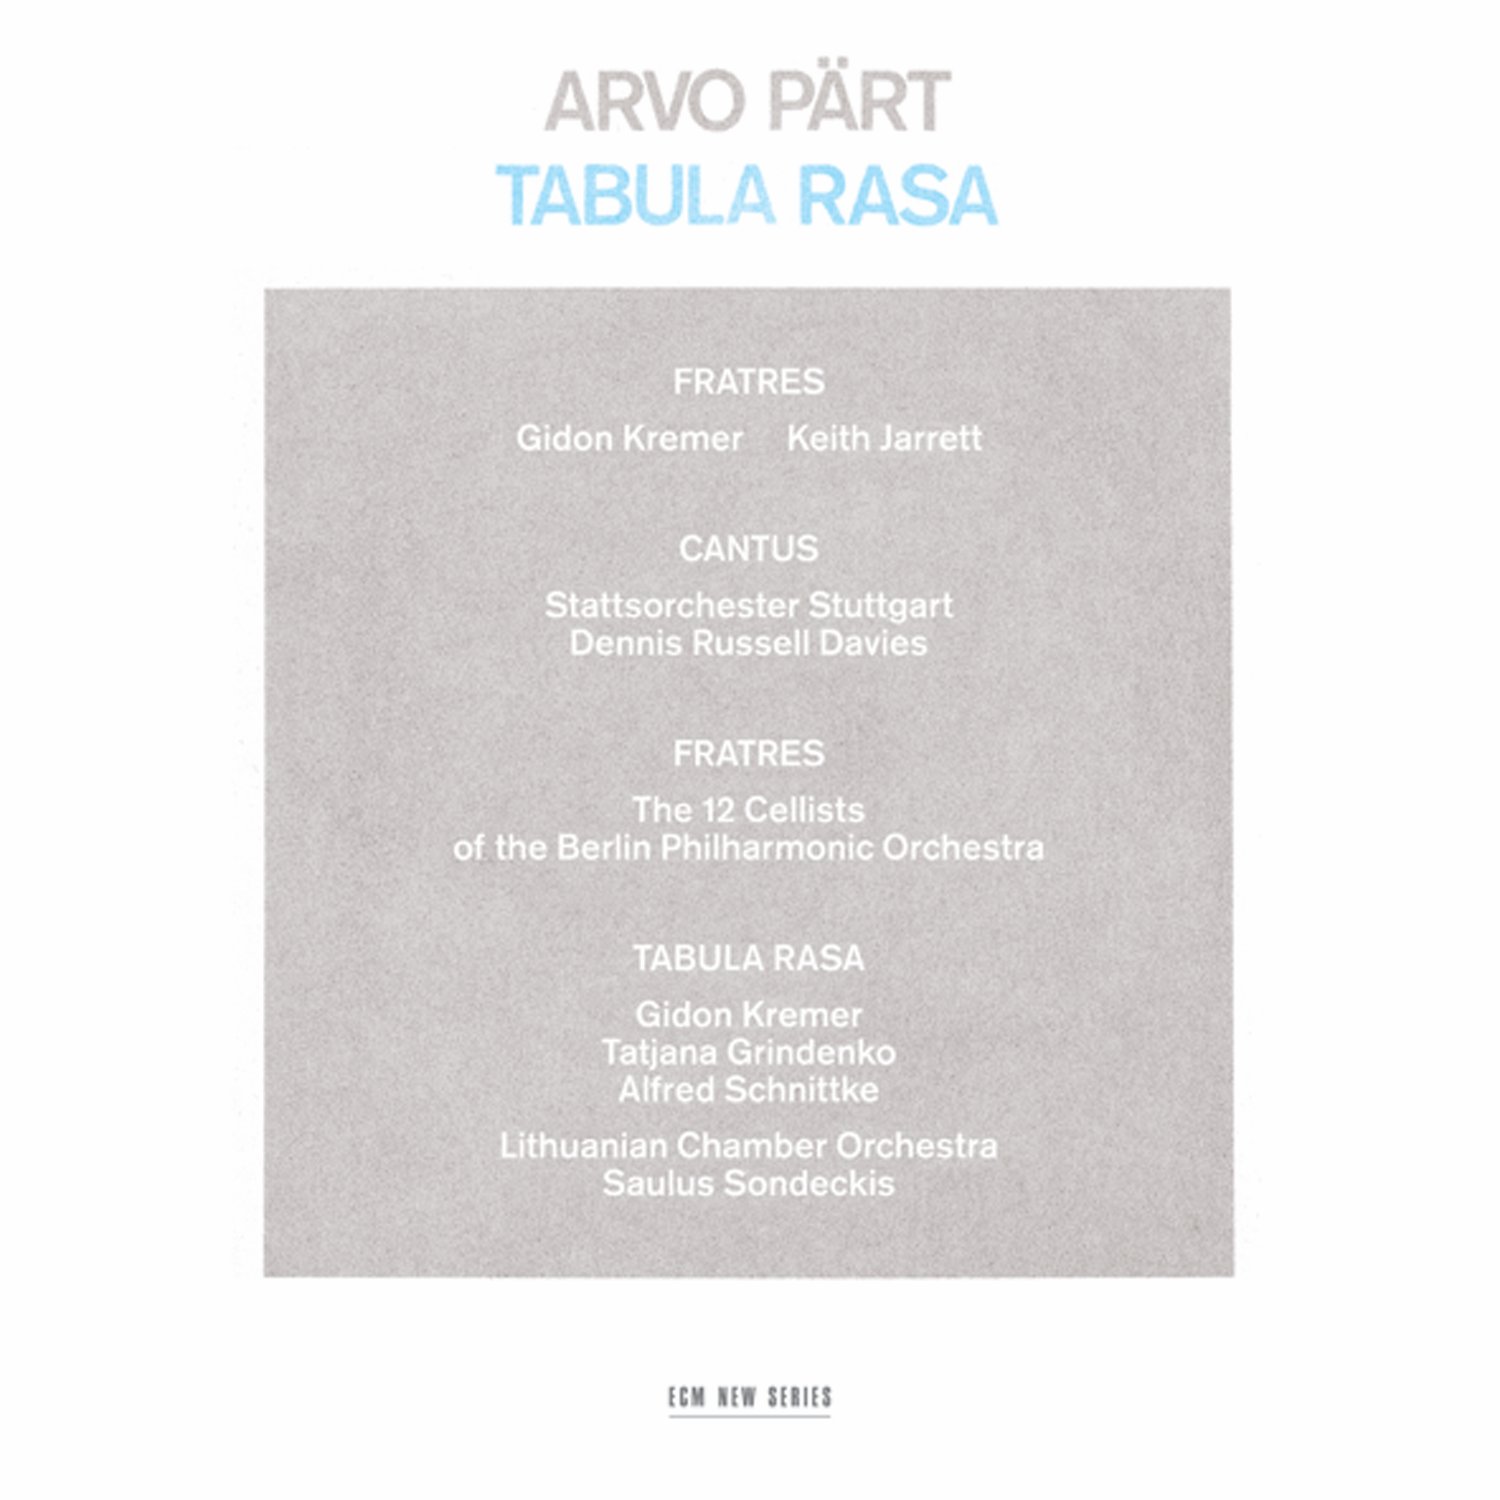 ARVO PÄRT
TABULA RASA
FRATRES
Gidon Kremer Keith Jarrett
CANTUS
Stattsorchester Stuttgart
Dennis Russell Davies
FRATRES
The 12 Cellists
of the Berlin Philharmonic Orchestra
TABULA RASA
Gidon Kremer
Tatjana Grindenko
Alfred Schnittke
Lithuanian Chamber Orchestra
Saulus Sondeckis
ECM NEW SERIES